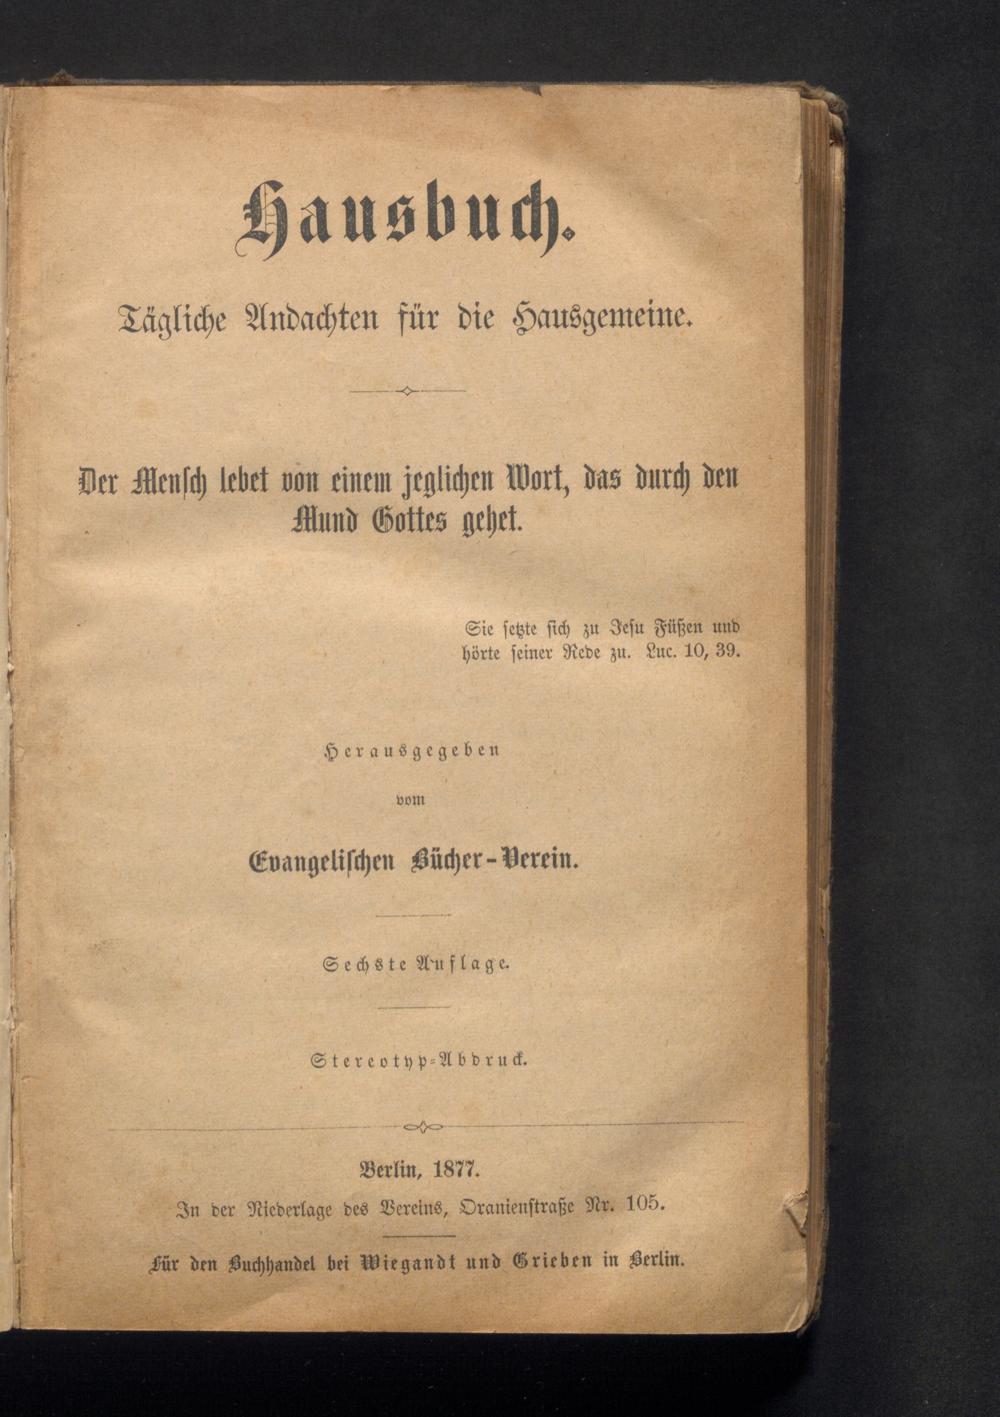 Hausbuch.
Tägliche Andachten für die Hausgemeine.
Der Menſch lebet von einem jeglichen Wort, das durch den
Mund Gottes gehet.
Sie ſetzte ſich zu Jeſu Füßen und
hörte ſeiner Rede zu. Luc. 10, 39.
Herausgegeben
vom
Evangeliſchen Bücher-Verein.
Sechste Auflage.
Stereotyp-Abdruck.
Berlin, 1877.
In der Niederlage des Vereins, Oranienſtraße Nr. 105.
Für den Buchhandel bei Wiegandt und Grieben in Berlin.